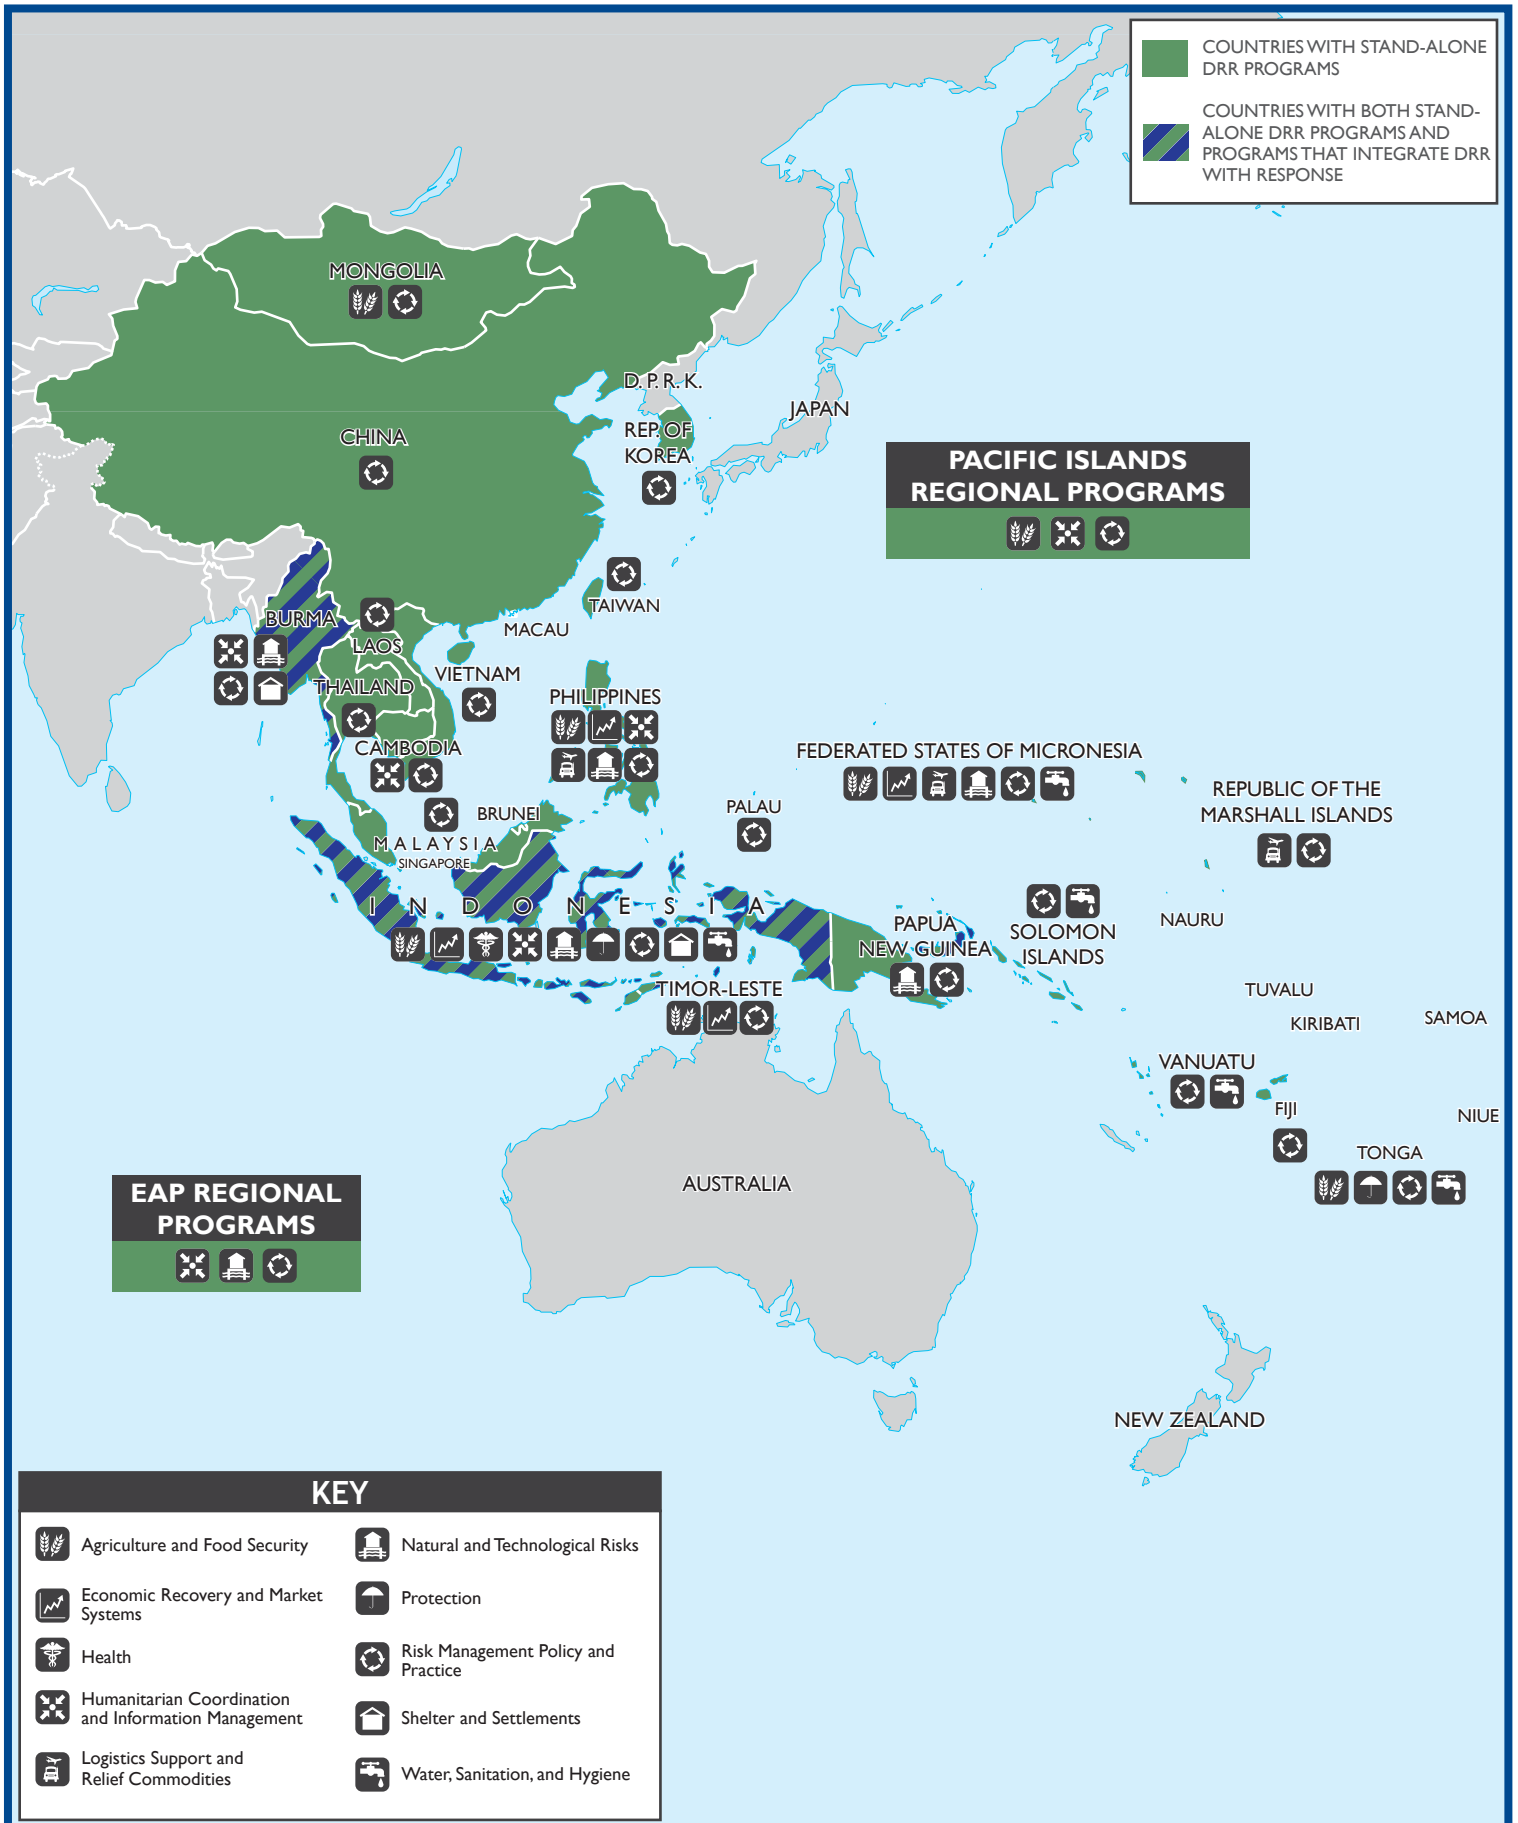 COUNTRIES WITH STAND-ALONE
DRR PROGRAMS
COUNTRIES WITH BOTH STAND-
ALONE DRR PROGRAMS AND
PROGRAMS THAT INTEGRATE DRR
WITH RESPONSE
MONGOLIA
D. P. R. K.
JAPAN
CHINA
REP. OF
KOREA
PACIFIC ISLANDS
REGIONAL PROGRAMS
TAIWAN
BURMA
MACAU
LAOS
VIETNAM
THAILAND
PHILIPPINES
CAMBODIA
FEDERATED STATES OF MICRONESIA
REPUBLIC OF THE
MARSHALL ISLANDS
PALAU
BRUNEI
MALAYSIA
SINGAPORE
INDONESIA
PAPUA
NEW GUINEA
SOLOMON
ISLANDS
NAURU
TIMOR-LESTE
TUVALU
KIRIBATI
SAMOA
VANUATU
FIJI
NIUE
TONGA
AUSTRALIA
EAP REGIONAL
PROGRAMS
NEW ZEALAND
KEY
Agriculture and Food Security
Economic Recovery and Market
Systems
Health
Humanitarian Coordination
and Information Management
Logistics Support and
Relief Commodities
Natural and Technological Risks
Protection
Risk Management Policy and
Practice
Shelter and Settlements
Water, Sanitation, and Hygiene